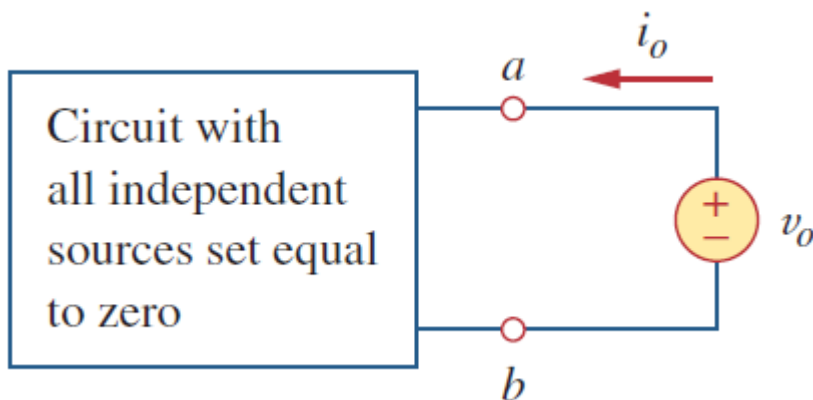 i_o
a
Circuit with
all independent
sources set equal
to zero
+
−
v_o
b